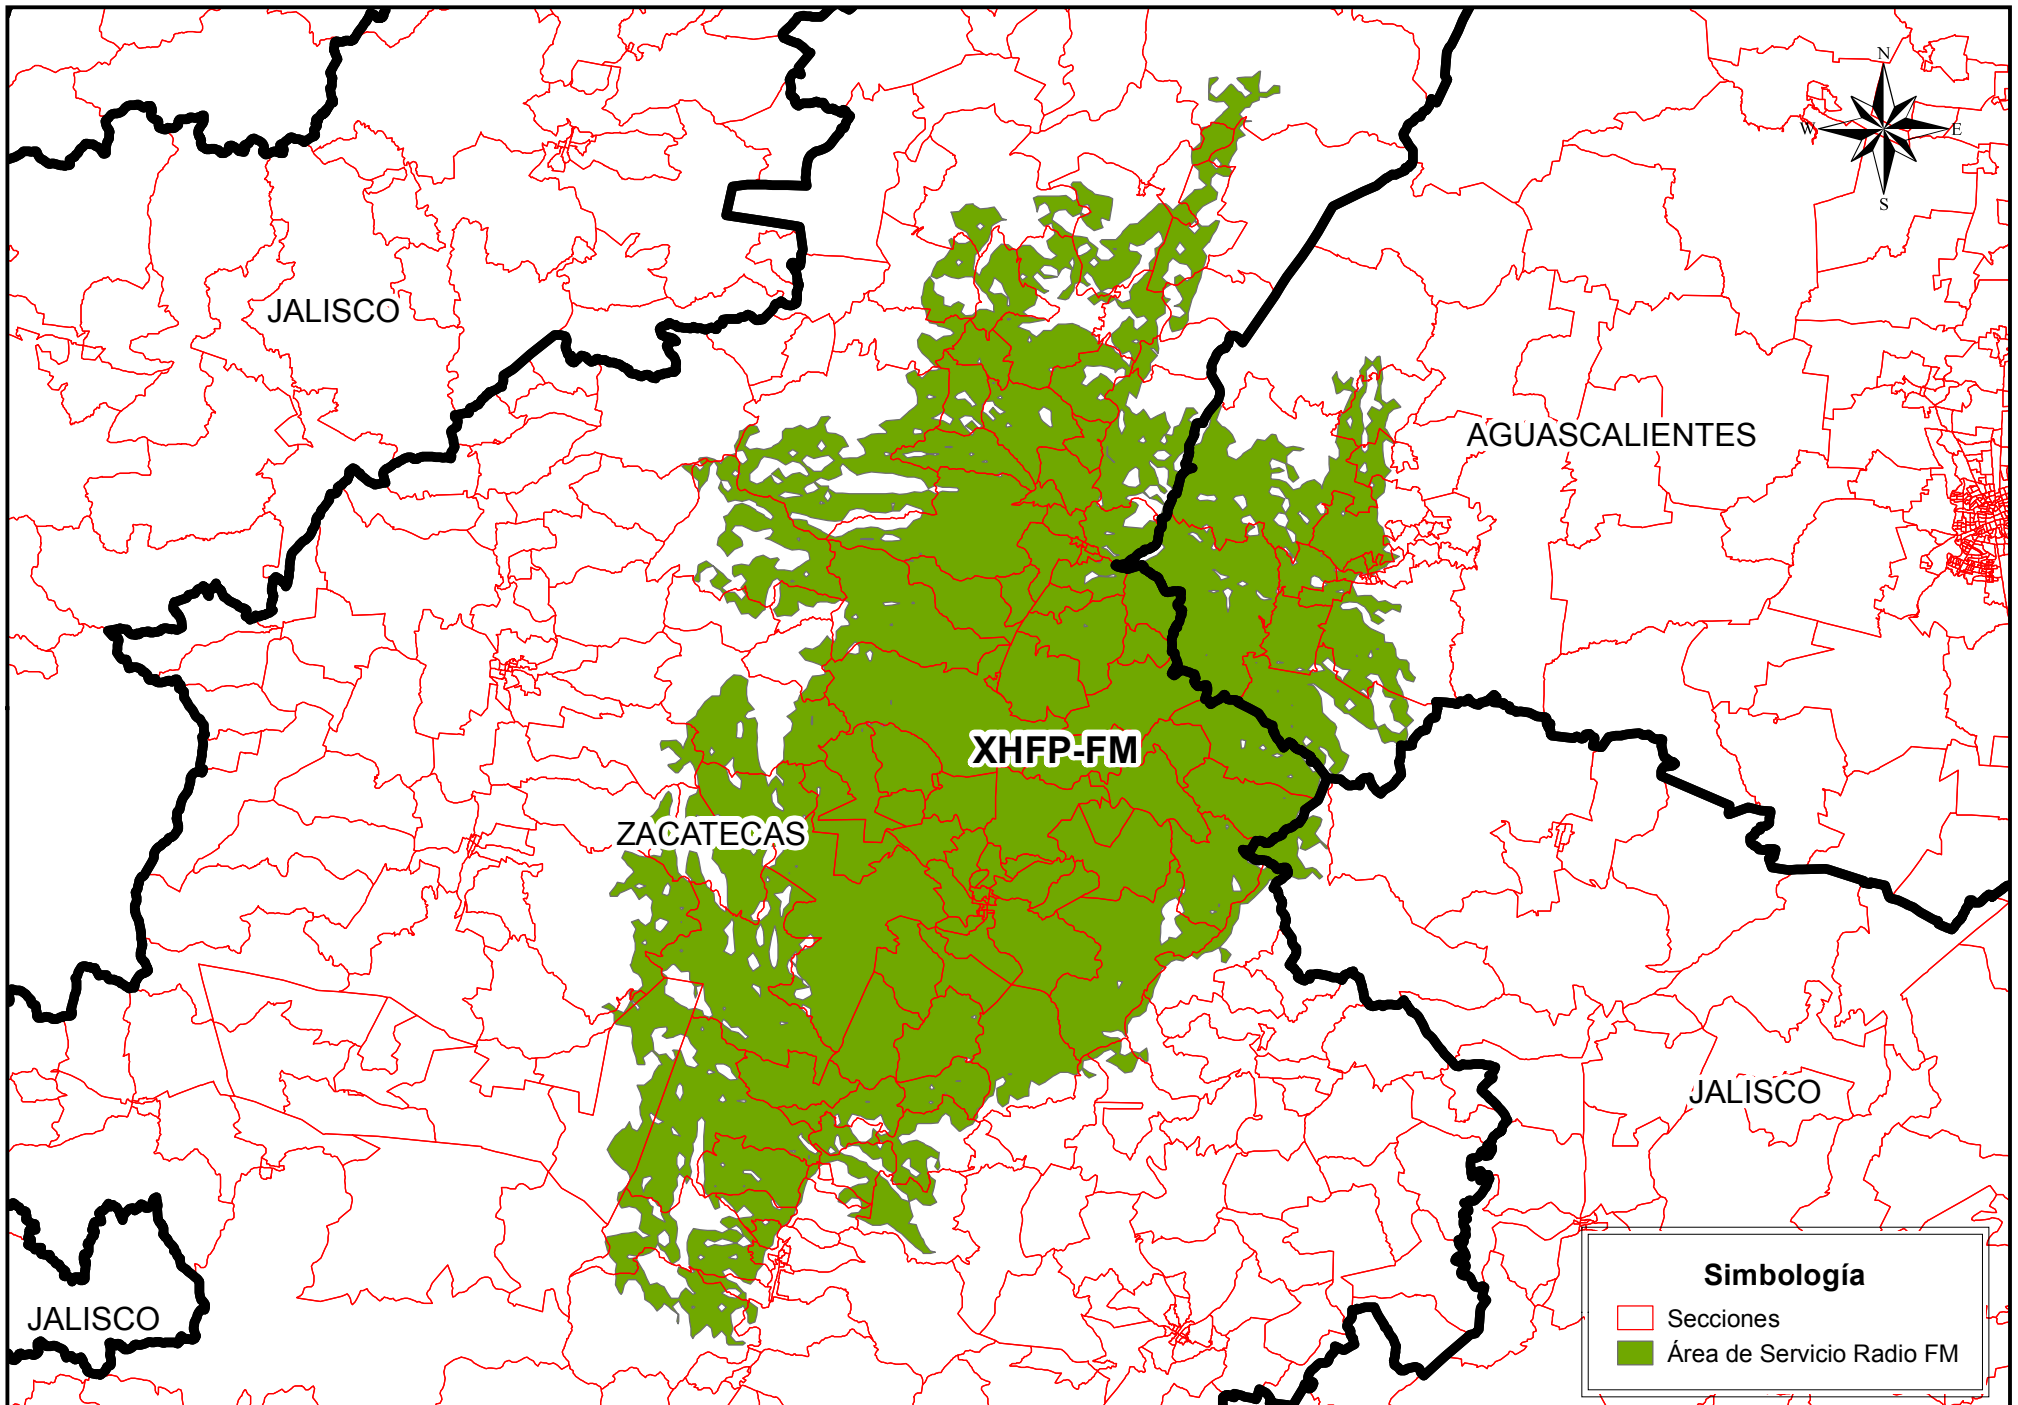 N
W
E
S
JALISCO
AGUASCALIENTES
XHFP-FM
ZACATECAS
JALISCO
JALISCO
Simbología
Secciones
Área de Servicio Radio FM